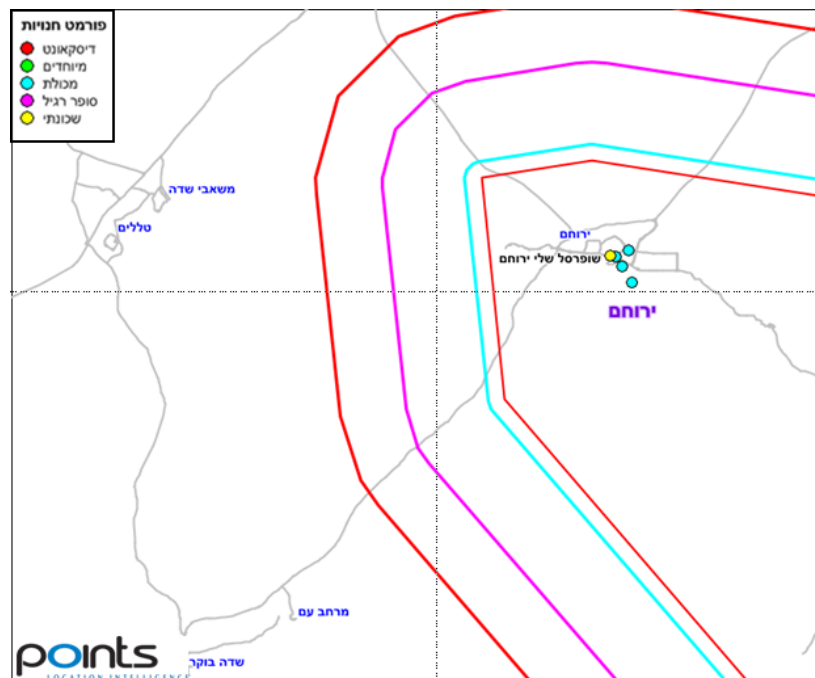 פורמט חנויות
דיסקאונט
מיוחדים
מכולת
סופר רגיל
שכונתי
משאבי שדה
טללים
ירוחם
שופרסל שלי ירוחם
ירוחם
מרחב עם
שדה בוקר
points
LOCATION INTELLIGENCE